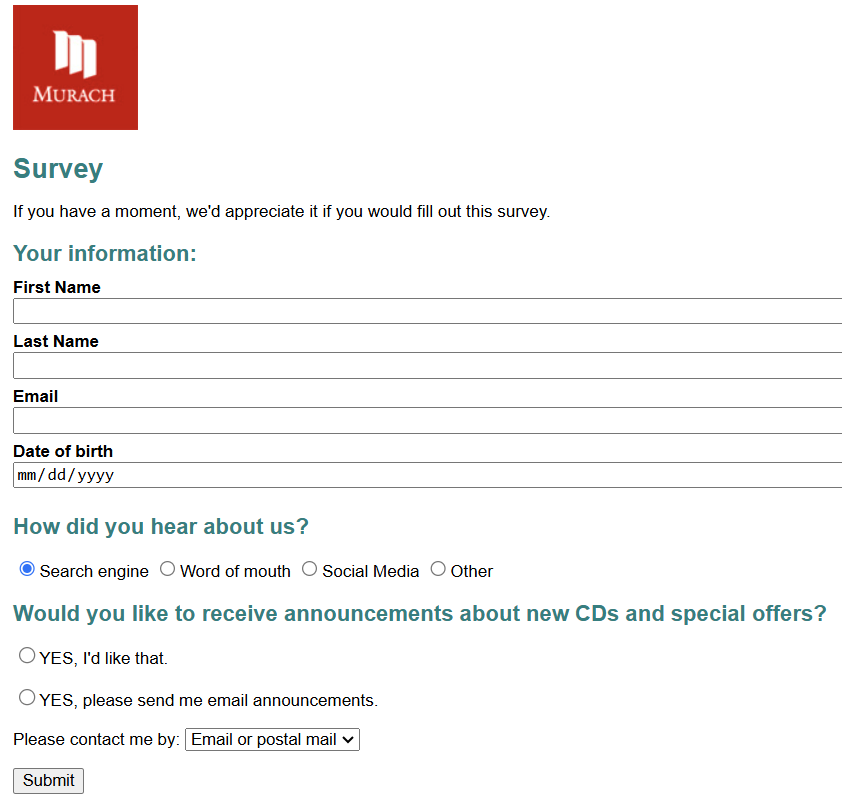 MURACH
Survey
If you have a moment, we'd appreciate it if you would fill out this survey.
Your information:
First Name
Last Name
Email
Date of birth
mm/dd/yyyy
How did you hear about us?
Search engine Word of mouth Social Media Other
Would you like to receive announcements about new CDs and special offers?
YES, I'd like that.
YES, please send me email announcements.
Please contact me by: Email or postal mail
Submit